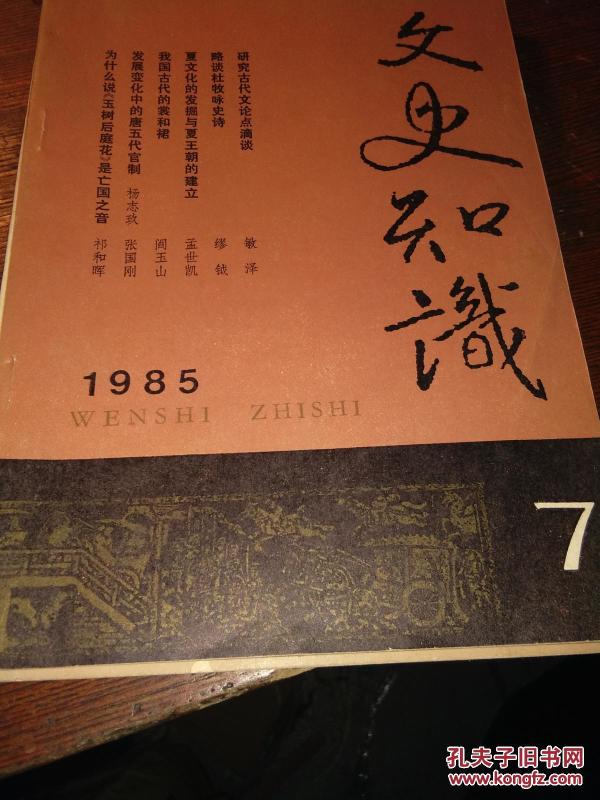 文史知識
研究古代文论点滴谈 敏泽
略谈杜牧咏史诗 缪钺
夏文化的发掘与夏王朝的建立 孟世凯
我国古代的裳和裙 阎玉山
发展变化中的唐五代官制 杨志玖 张国刚
为什么说《玉树后庭花》是亡国之音 祁和晖
1985
WENSHI ZHISHI
7
孔夫子旧书网
www.kongfz.com